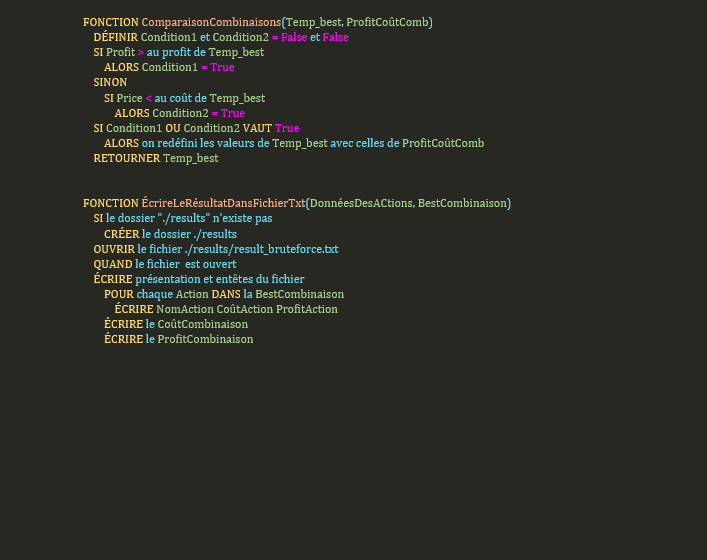 FONCTION ComparaisonCombinaisons(Temp_best, ProfitCoûtComb)
DÉFINIR Condition1 et Condition2 = False et False
SI Profit > au profit de Temp_best
ALORS Condition1 = True
SINON
SI Price < au coût de Temp_best
ALORS Condition2 = True
SI Condition1 OU Condition2 VAUT True
ALORS on redéfini les valeurs de Temp_best avec celles de ProfitCoûtComb
RETOURNER Temp_best
FONCTION ÉcrireLeRésultatDansFichierTxt(DonnéesDesACtions, BestCombinaison)
SI le dossier "./results" n'existe pas
CRÉER le dossier ./results
OUVRIR le fichier ./results/result_bruteforce.txt
QUAND le fichier  est ouvert
ÉCRIRE présentation et entêtes du fichier
POUR chaque Action DANS la BestCombinaison
ÉCRIRE NomAction CoûtAction ProfitAction
ÉCRIRE le CoûtCombinaison
ÉCRIRE le ProfitCombinaison